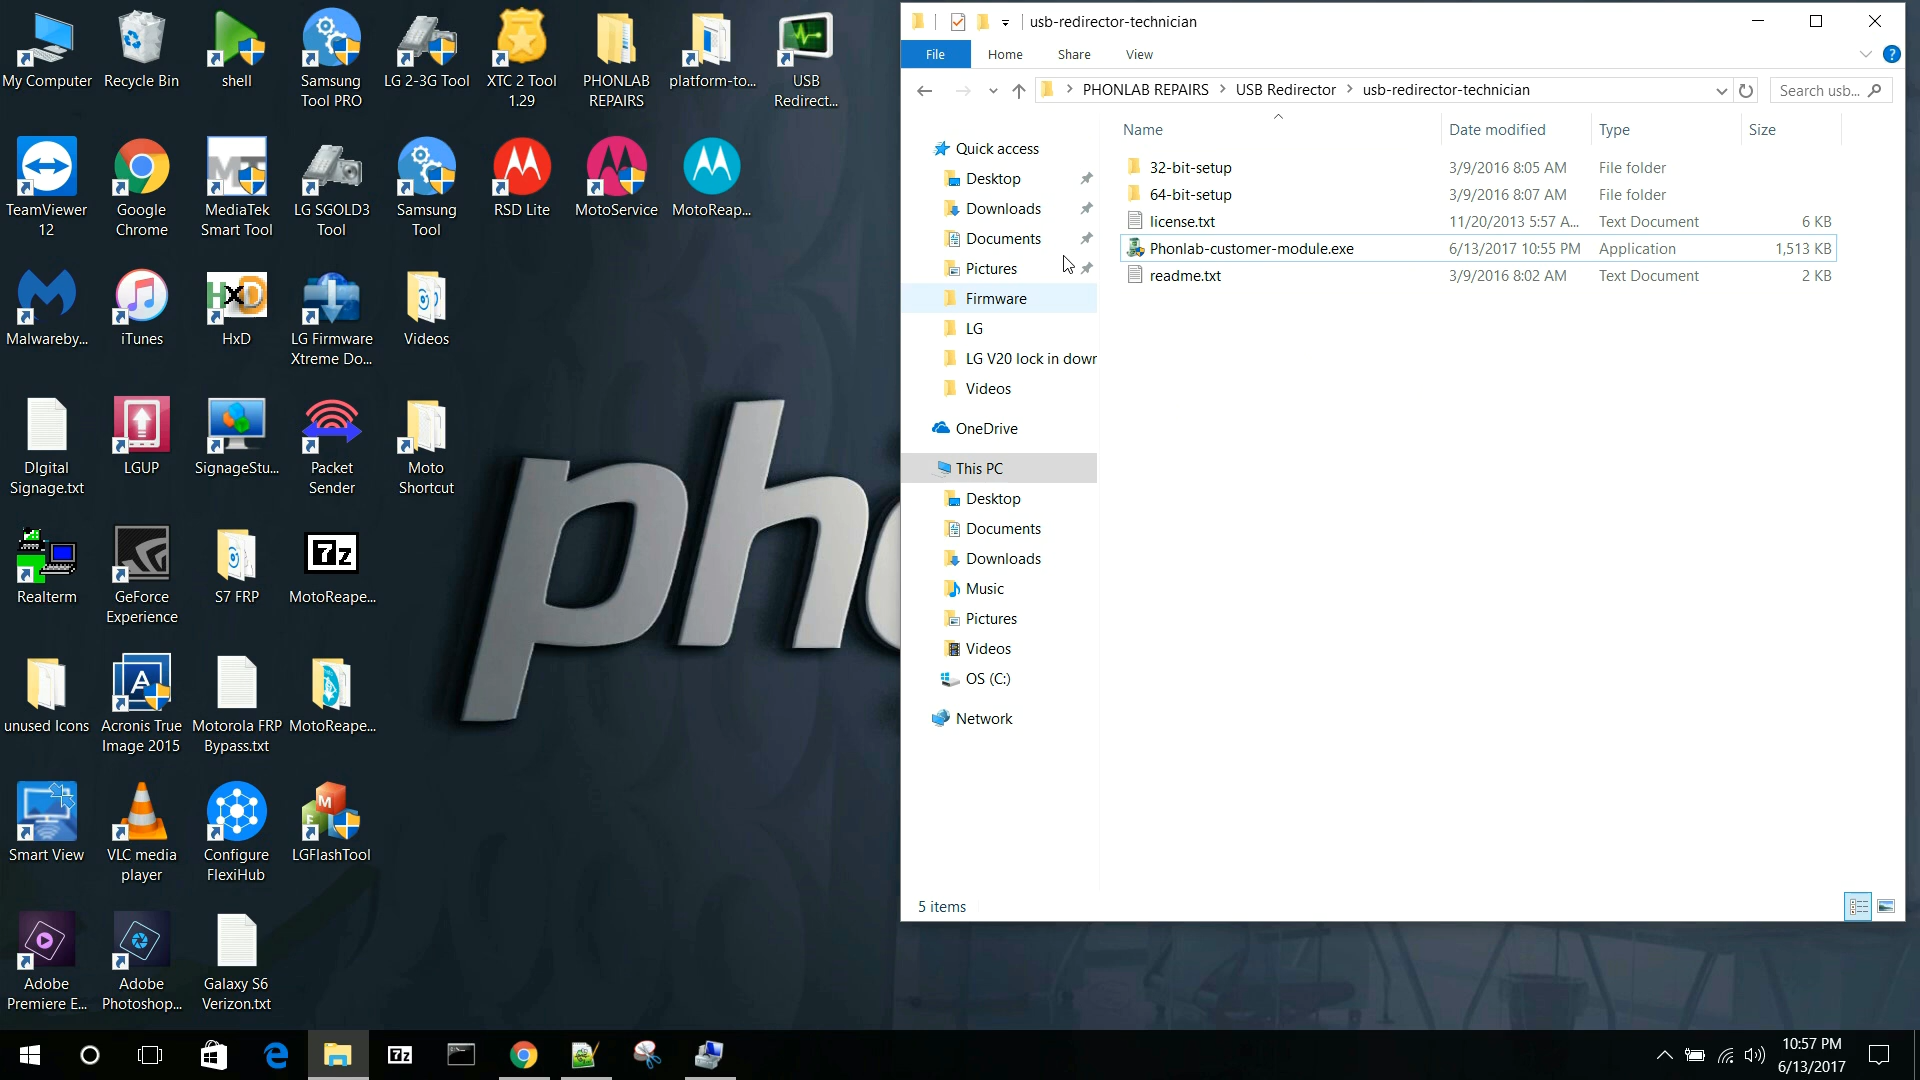 My Computer
Recycle Bin
shell
Samsung
Tool PRO
LG 2-3G Tool
XTC 2 Tool
1.29
PHONLAB
REPAIRS
platform-to...
USB
Redirect...
TeamViewer
12
Google
Chrome
MediaTek
Smart Tool
LG SGOLD3
Tool
Samsung
Tool
RSD Lite
MotoService
MotoReap...
Malwareby...
iTunes
HxD
LG Firmware
Xtreme Do...
Videos
DIgital
Signage.txt
LGUP
SignageStu...
Packet
Sender
Moto
Shortcut
Realterm
GeForce
Experience
S7 FRP
MotoReape...
unused Icons
Acronis True
Image 2015
Motorola FRP
Bypass.txt
MotoReape...
Smart View
VLC media
player
Configure
FlexiHub
LGFlashTool
Adobe
Premiere E...
Adobe
Photoshop...
Galaxy S6
Verizon.txt
pho
usb-redirector-technician
File
Home
Share
View
PHONLAB REPAIRS
USB Redirector
usb-redirector-technician
Search usb...
Name
Date modified
Type
Size
32-bit-setup 3/9/2016 8:05 AM File folder
64-bit-setup 3/9/2016 8:07 AM File folder
license.txt 11/20/2013 5:57 A... Text Document 6 KB
Phonlab-customer-module.exe 6/13/2017 10:55 PM Application 1,513 KB
readme.txt 3/9/2016 8:02 AM Text Document 2 KB
Quick access
Desktop
Downloads
Documents
Pictures
Firmware
LG
LG V20 lock in dowr
Videos
OneDrive
This PC
Desktop
Documents
Downloads
Music
Pictures
Videos
OS (C:)
Network
5 items
10:57 PM
6/13/2017